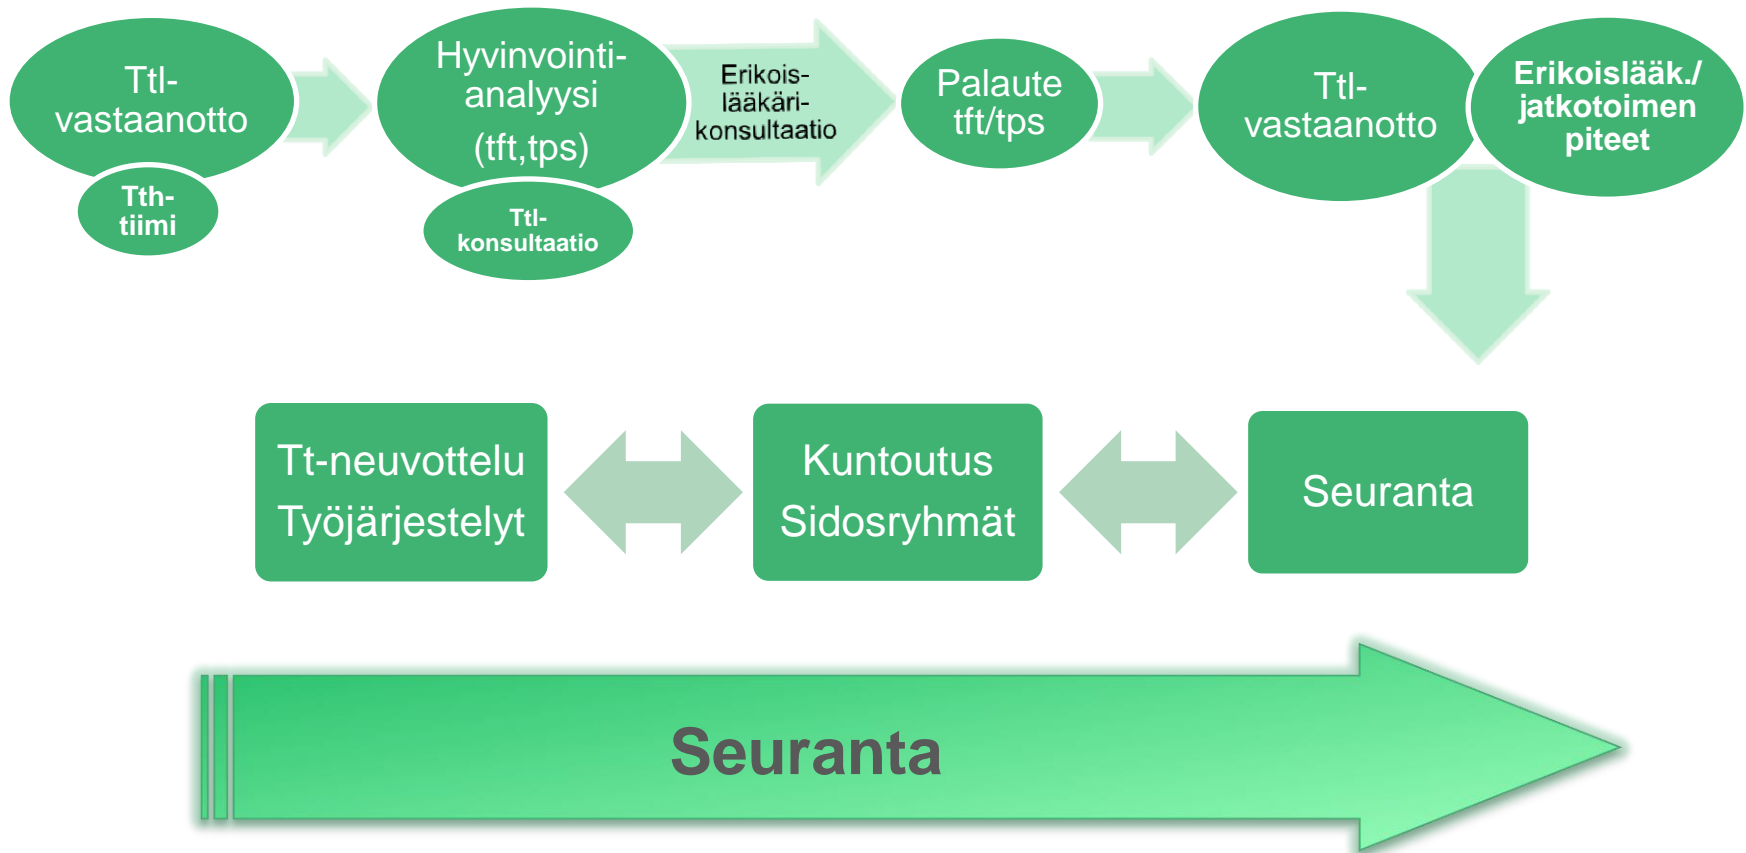 Ttl-
vastaanotto
Tth-
tiimi
Hyvinvointi-
analyysi
(tft,tps)
Ttl-
konsultaatio
Erikois-
lääkäri-
konsultaatio
Palaute
tft/tps
Ttl-
vastaanotto
Erikoislääk./
jatkotoimen
piteet
Tt-neuvottelu
Työjärjestelyt
Kuntoutus
Sidosryhmät
Seuranta
Seuranta